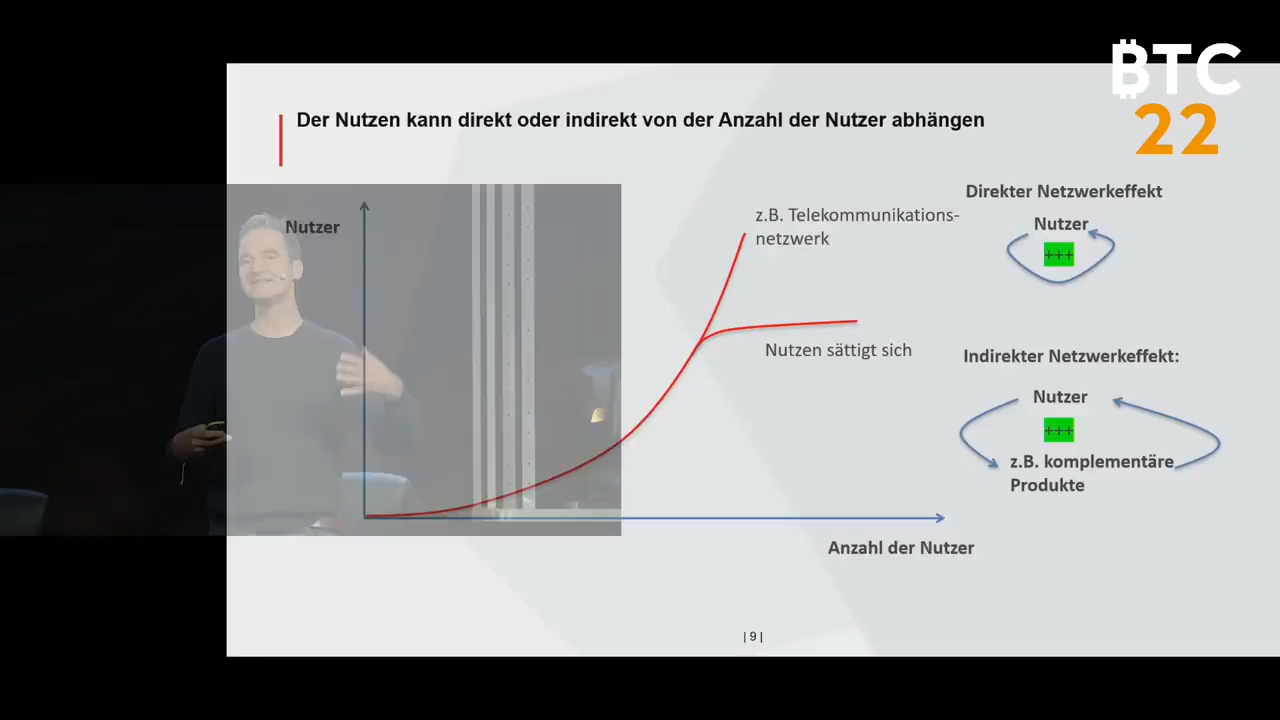 BTC
22
Der Nutzen kann direkt oder indirekt von der Anzahl der Nutzer abhängen
Nutzer
z.B. Telekommunikations-
netzwerk
Nutzen sättigt sich
Anzahl der Nutzer
Direkter Netzwerkeffekt
Nutzer
+++
Indirekter Netzwerkeffekt:
Nutzer
+++
z.B. komplementäre
Produkte
| 9 |